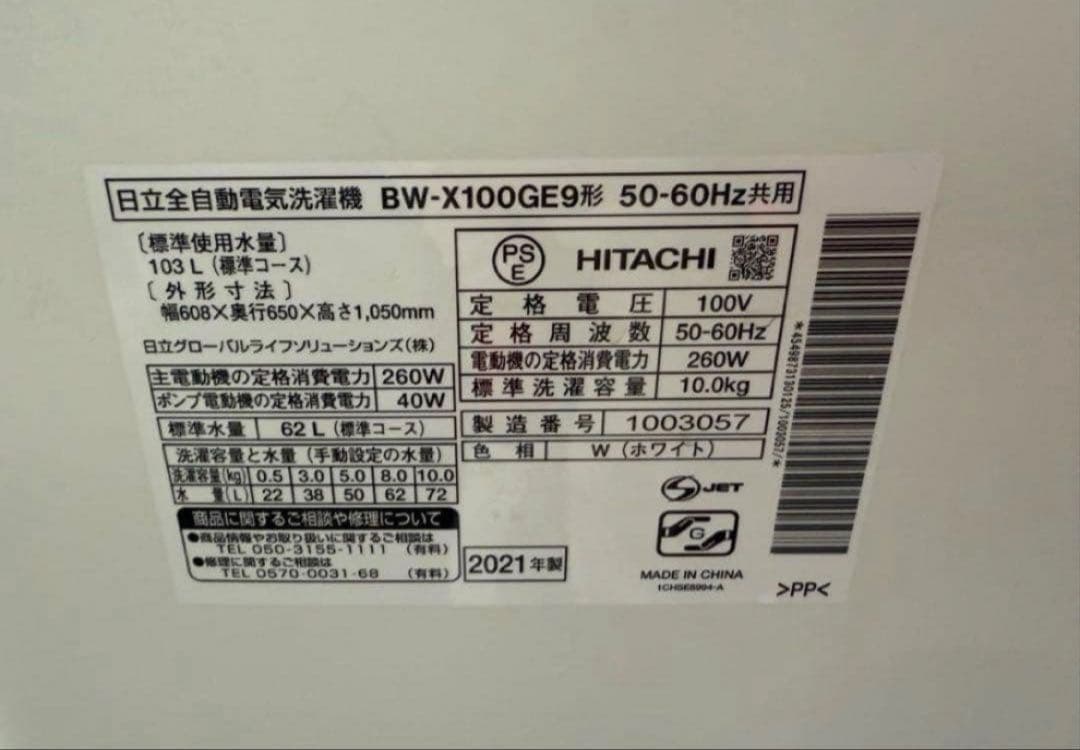 日立全自動電気洗濯機 BW-X100GE9形 50-60Hz共用
〔標準使用水量〕
103 L (標準コース)
〔外形寸法〕
幅608×奥行650×高さ1,050mm
日立グローバルライフソリューションズ(株)
主電動機の定格消費電力 260W
ポンプ電動機の定格消費電力 40W
標準水量 62 L (標準コース)
洗濯容量と水量 (手動設定の水量)
洗濯容量(kg) 0.5 3.0 5.0 8.0 10.0
水量(L) 22 38 50 62 72
商品に関するご相談や修理について
●商品情報やお取り扱いに関するご相談は
TEL 050-3155-1111 (有料)
●修理に関するご相談は
TEL 0570-0031-68 (有料)
PS
E
HITACHI
定格電圧 100V
定格周波数 50-60Hz
電動機の定格消費電力 260W
標準洗濯容量 10.0kg
製造番号 1003057
色相 W (ホワイト)
2021年製
JET
G
MADE IN CHINA
1CHSE8994-A
>PP<
*4549873130125/1003057/*